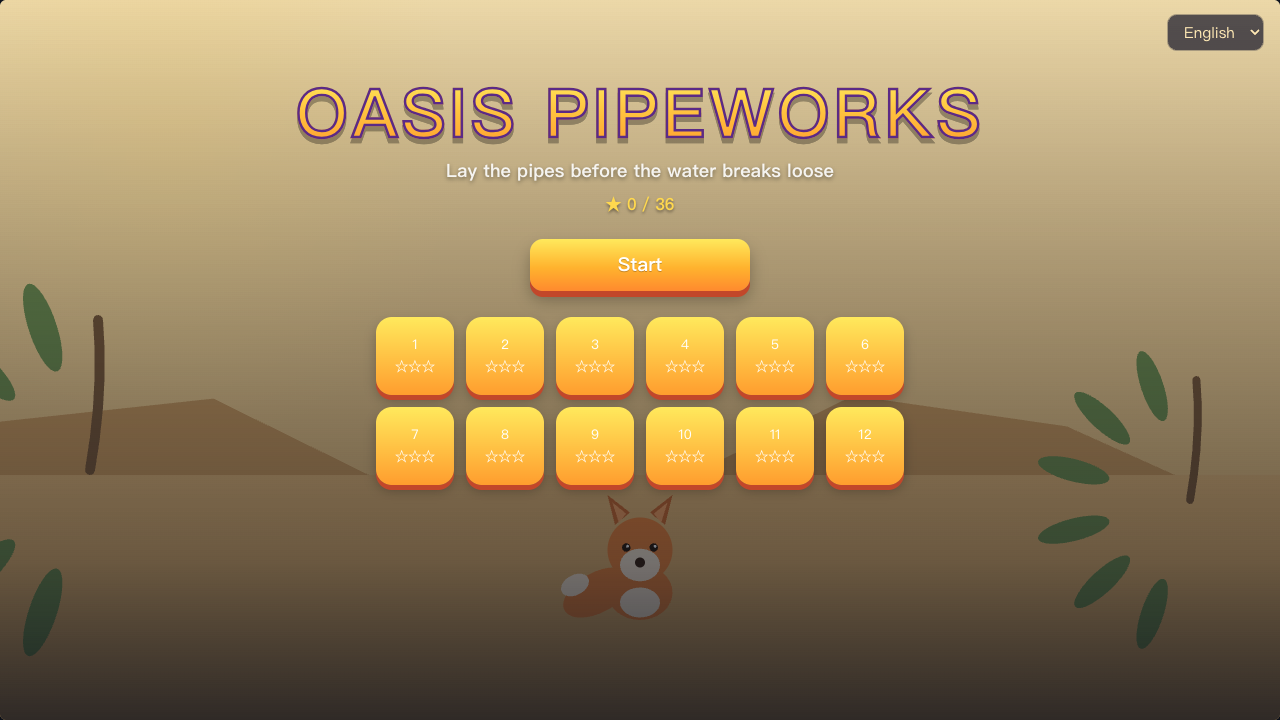 English
OASIS PIPEWORKS
Lay the pipes before the water breaks loose
★ 0 / 36
Start
1 2 3 4 5 6
☆☆☆ ☆☆☆ ☆☆☆ ☆☆☆ ☆☆☆ ☆☆☆
7 8 9 10 11 12
☆☆☆ ☆☆☆ ☆☆☆ ☆☆☆ ☆☆☆ ☆☆☆